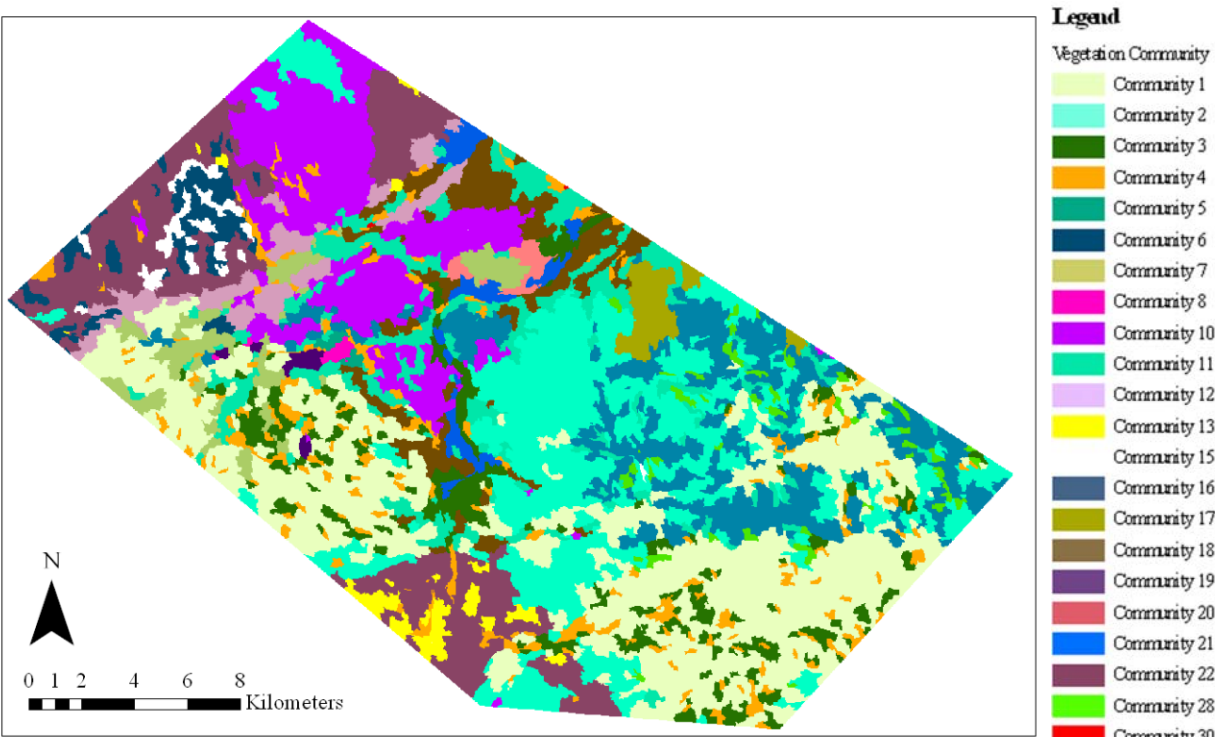 Legend
Vegetation Community
Community 1
Community 2
Community 3
Community 4
Community 5
Community 6
Community 7
Community 8
Community 10
Community 11
Community 12
Community 13
Community 15
Community 16
Community 17
Community 18
Community 19
Community 20
Community 21
Community 22
Community 28
Community 30
N
0 1 2 4 6 8
Kilometers